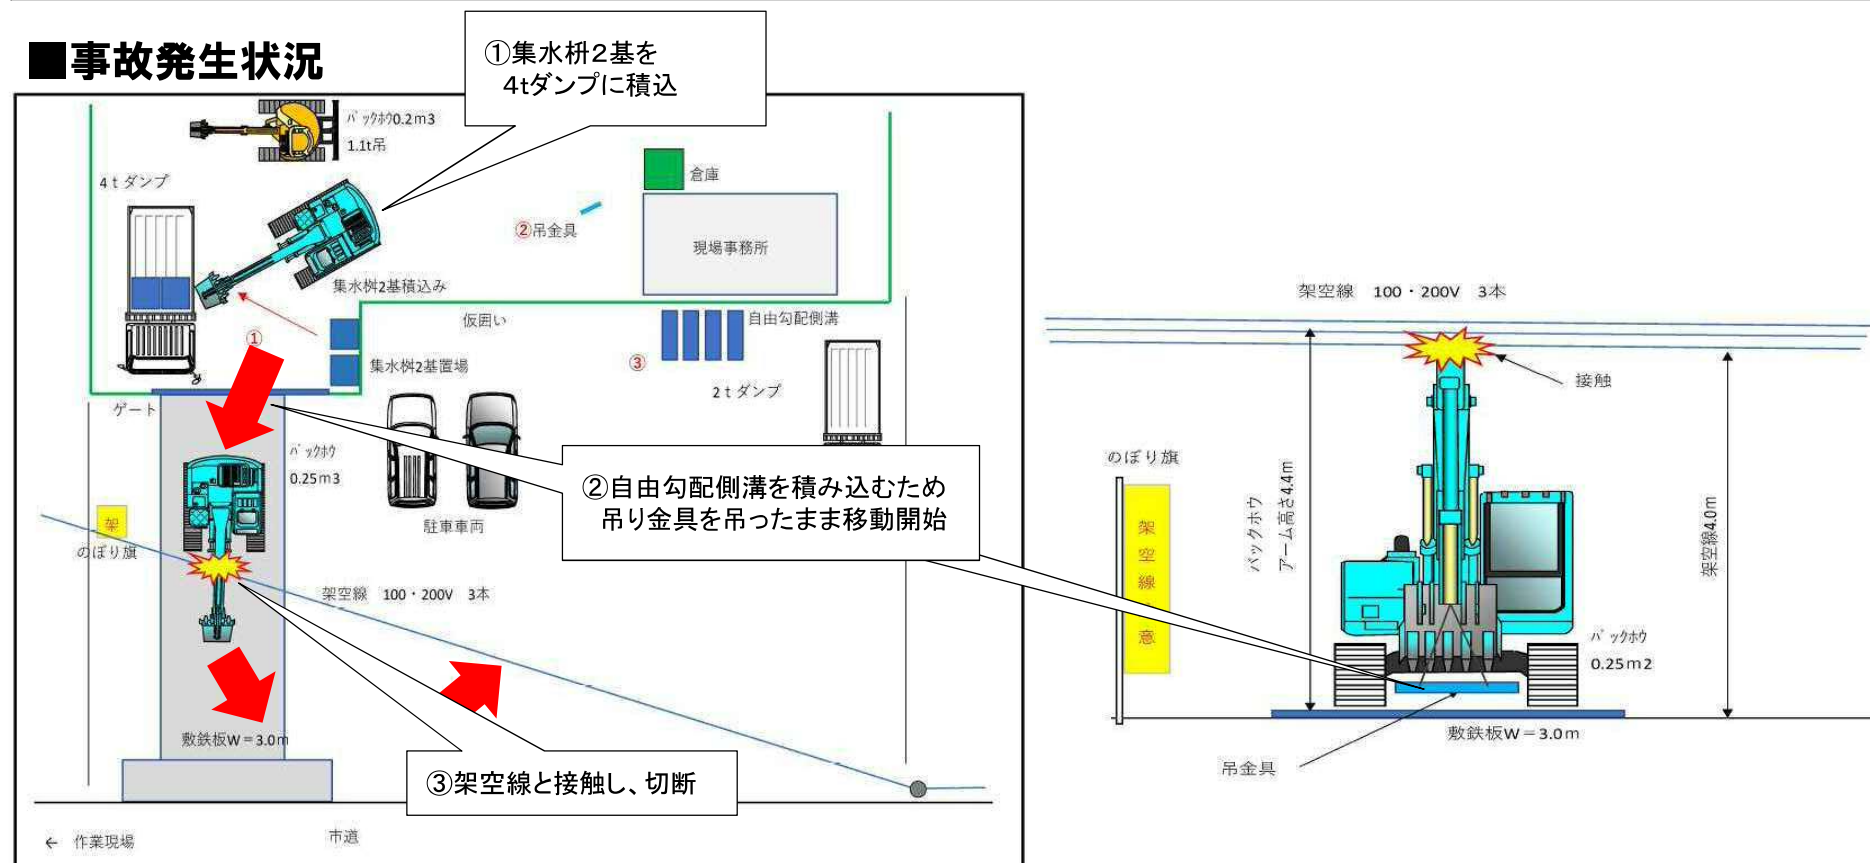 ■事故発生状況
①集水枡2基を
4tダンプに積込
バックホウ0.2m3
1.1t吊
4tダンプ
倉庫
②吊金具
現場事務所
集水桝2基積込み
仮囲い
自由勾配側溝
①
③
集水桝2基置場
2tダンプ
ゲート
バックホウ
0.25m3
②自由勾配側溝を積み込むため
吊り金具を吊ったまま移動開始
駐車車両
架
のぼり旗
架空線 100・200V 3本
敷鉄板W=3.0m
③架空線と接触し、切断
← 作業現場
市道
架空線 100・200V 3本
接触
のぼり旗
架空線
意
バックホウ
アーム高さ4.4m
架空線4.0m
バックホウ
0.25m2
敷鉄板W=3.0m
吊金具